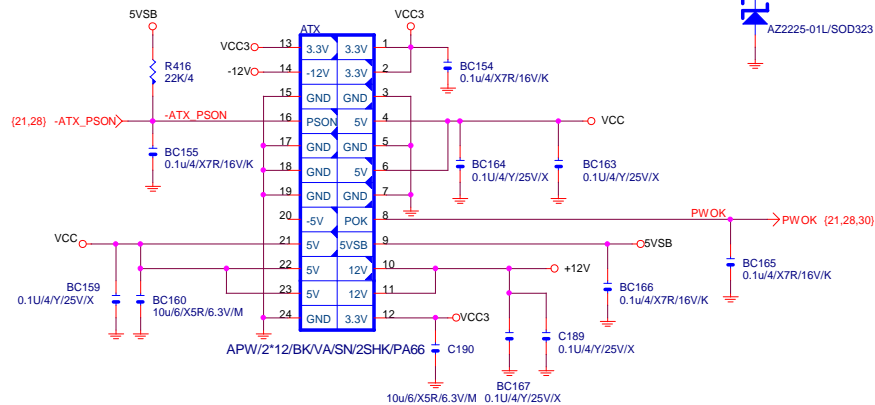 5VSB
VCC3
AZ2225-01L/SOD323
ATX
VCC3 13 3.3V 3.3V 1
R416
22K/4
-12V 14 -12V 3.3V 2
BC154
0.1u/4/X7R/16V/K
15 GND GND 3
{21,28} -ATX_PSON -ATX_PSON 16 PSON 5V 4 VCC
17 GND GND 5
BC155
0.1u/4/X7R/16V/K
18 GND 5V 6
BC164
0.1U/4/Y/25V/X
BC163
0.1U/4/Y/25V/X
19 GND GND 7
20 -5V POK 8 PWOK PWOK {21,28,30}
VCC 21 5V 5VSB 9 5VSB
22 5V 12V 10 +12V
BC165
0.1u/4/X7R/16V/K
BC159
0.1U/4/Y/25V/X
BC160
10u/6/X5R/6.3V/M
23 5V 12V 11
BC166
0.1u/4/X7R/16V/K
24 GND 3.3V 12 VCC3
APW/2*12/BK/VA/SN/2SHK/PA66
C190
10u/6/X5R/6.3V/M
C189
0.1U/4/Y/25V/X
BC167
0.1U/4/Y/25V/X